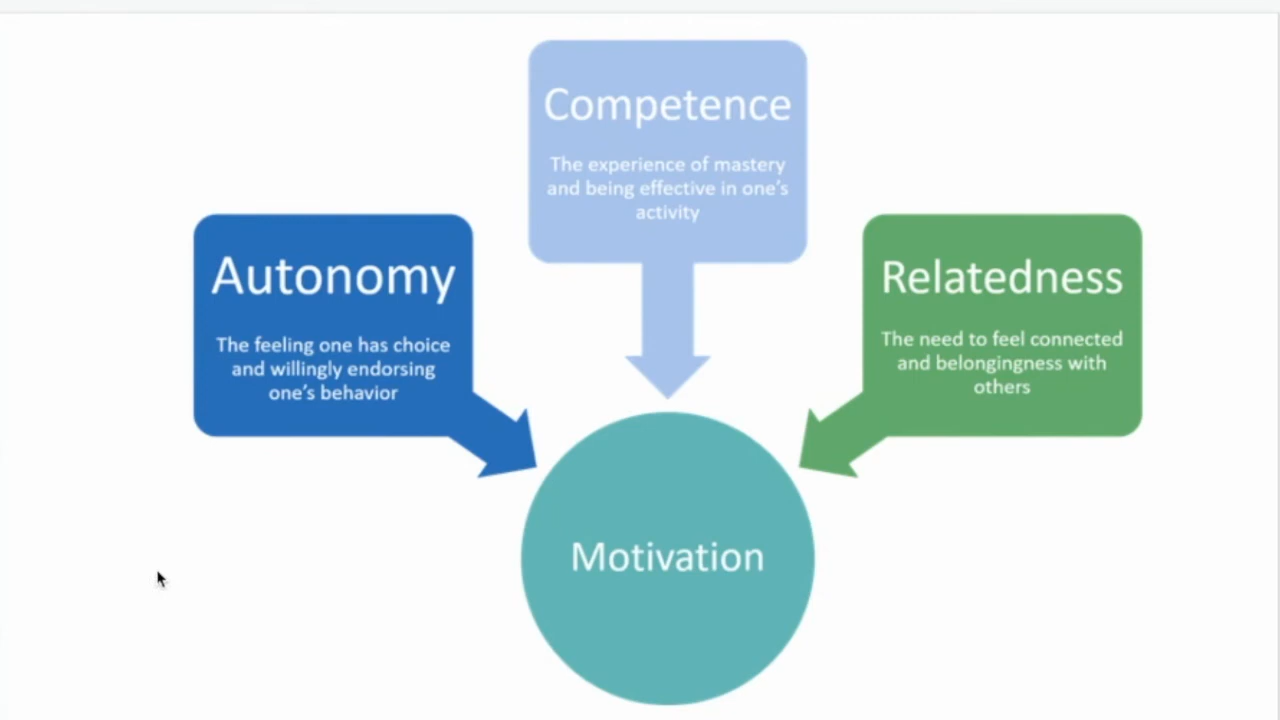 Competence
The experience of mastery
and being effective in one's
activity
Autonomy
The feeling one has choice
and willingly endorsing
one's behavior
Relatedness
The need to feel connected
and belongingness with
others
Motivation